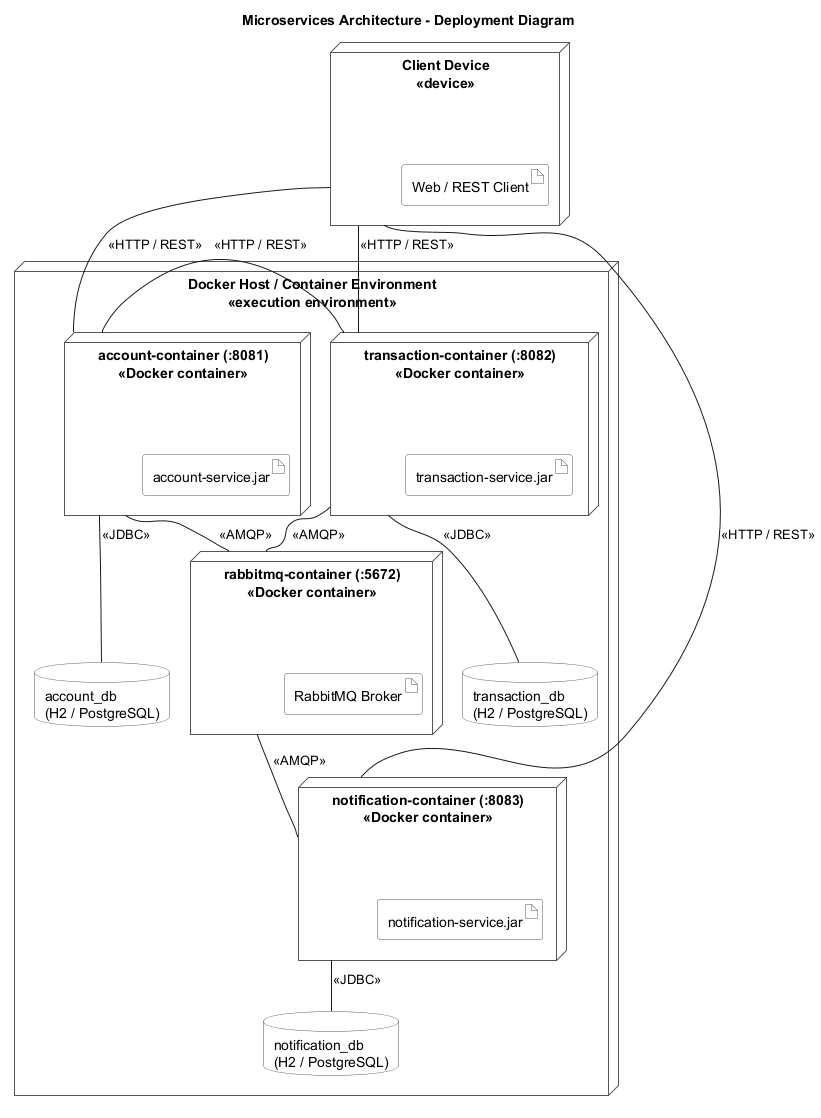 Microservices Architecture - Deployment Diagram
Client Device
«device»
Web / REST Client
«HTTP / REST»
«HTTP / REST»
«HTTP / REST»
Docker Host / Container Environment
«execution environment»
account-container (:8081)
«Docker container»
account-service.jar
transaction-container (:8082)
«Docker container»
transaction-service.jar
«JDBC»
«AMQP»
«AMQP»
«JDBC»
«HTTP / REST»
rabbitmq-container (:5672)
«Docker container»
RabbitMQ Broker
account_db
(H2 / PostgreSQL)
transaction_db
(H2 / PostgreSQL)
«AMQP»
notification-container (:8083)
«Docker container»
notification-service.jar
«JDBC»
notification_db
(H2 / PostgreSQL)